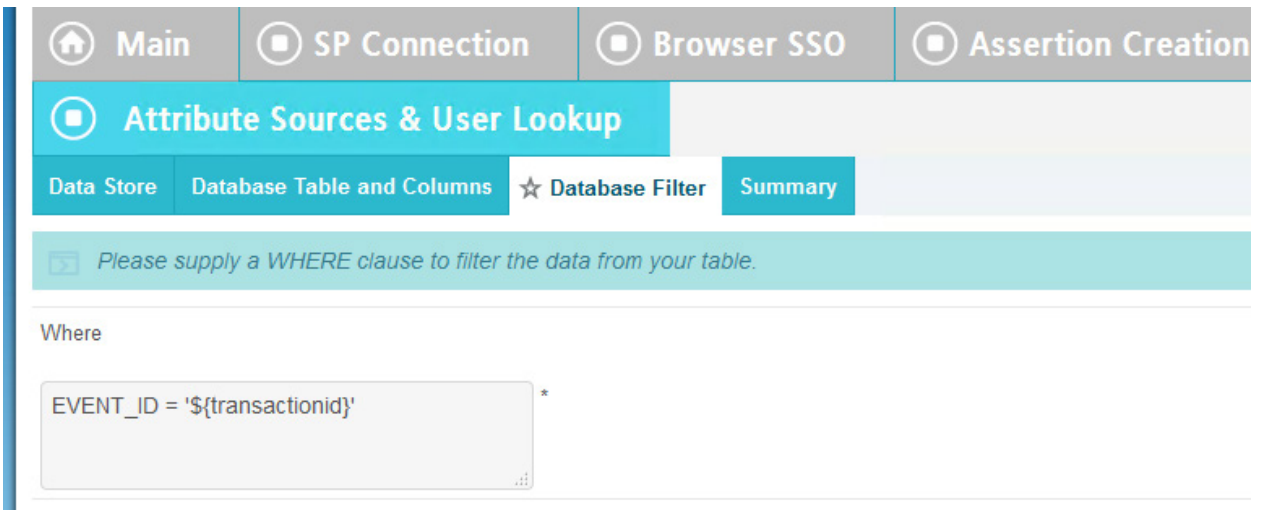 Main SP Connection Browser SSO Assertion Creation
Attribute Sources & User Lookup
Data Store Database Table and Columns Database Filter Summary
Please supply a WHERE clause to filter the data from your table.
Where
EVENT_ID = '${transactionid}' *